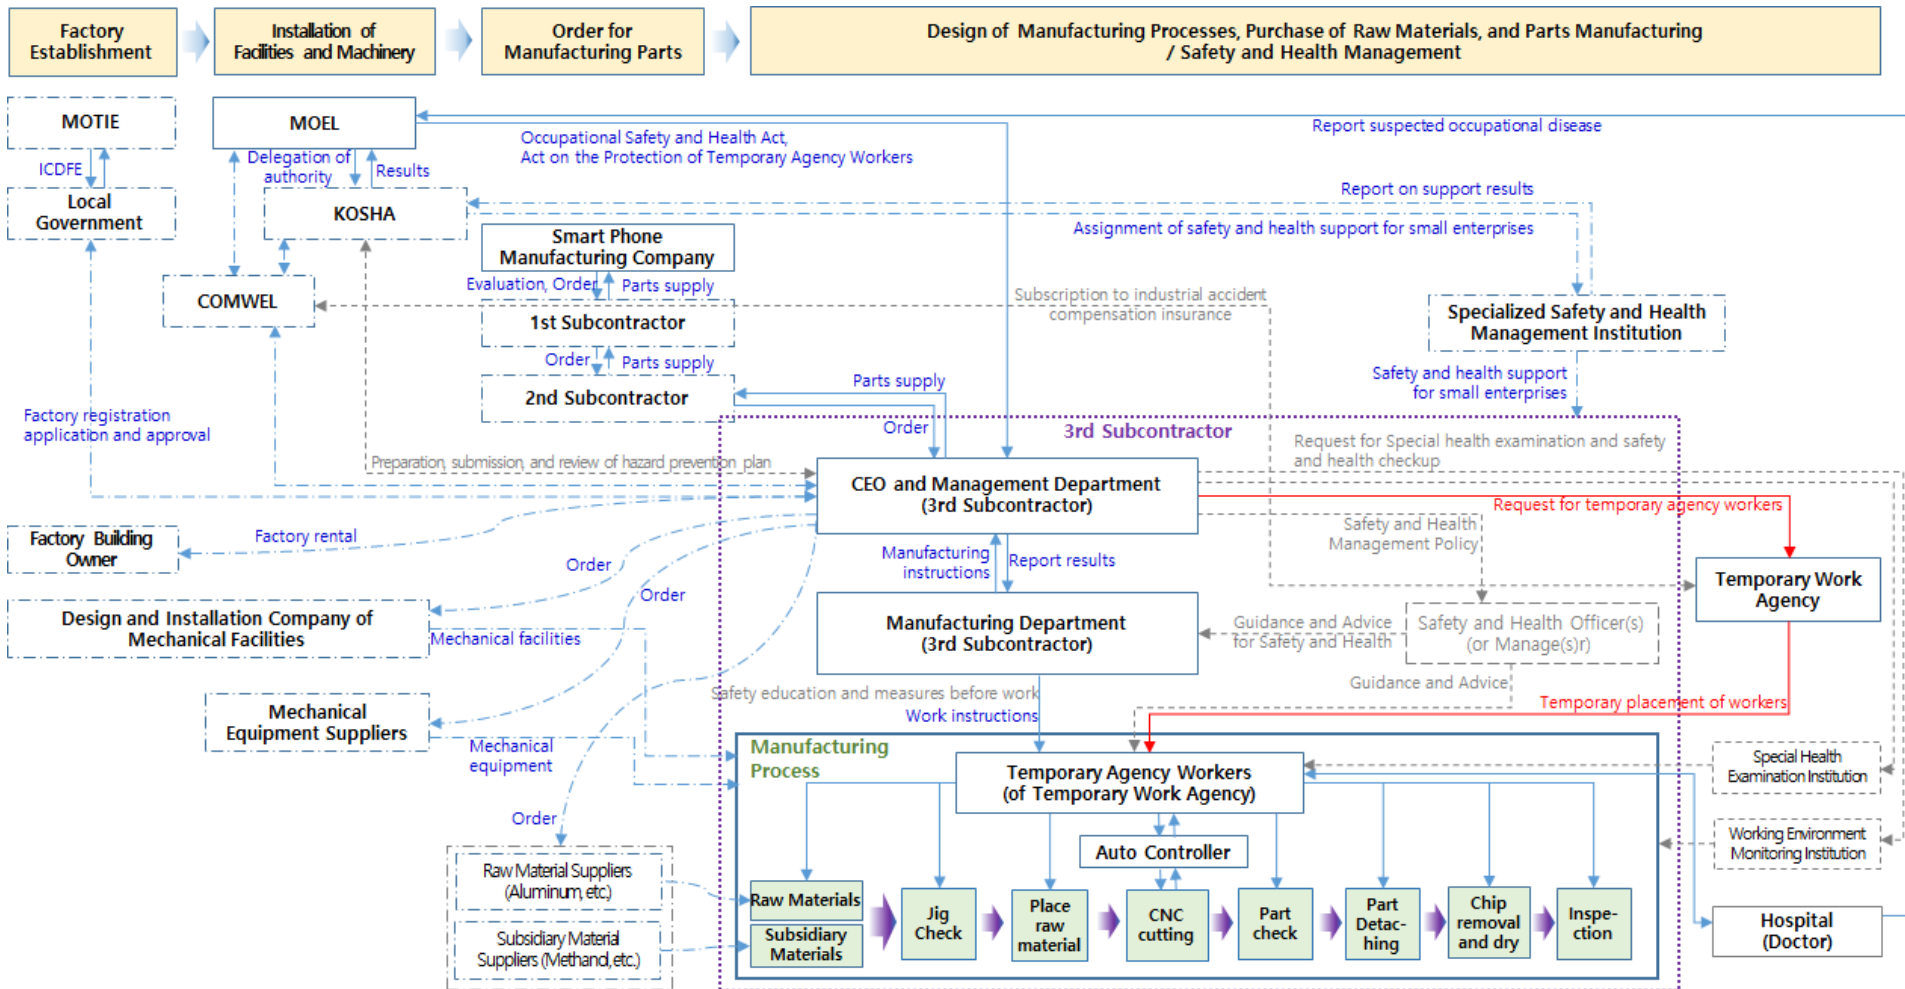 Factory
Establishment
Installation of
Facilities and Machinery
Order for
Manufacturing Parts
Design of Manufacturing Processes, Purchase of Raw Materials, and Parts Manufacturing
/ Safety and Health Management
MOTIE
MOEL
Report suspected occupational disease
Occupational Safety and Health Act,
Act on the Protection of Temporary Agency Workers
ICDFE
Delegation of
authority
Results
Local
Government
KOSHA
Report on support results
Assignment of safety and health support for small enterprises
Smart Phone
Manufacturing Company
Evaluation, Order
Parts supply
COMWEL
Subscription to industrial accident
compensation insurance
1st Subcontractor
Specialized Safety and Health
Management Institution
Order
Parts supply
2nd Subcontractor
Parts supply
Order
Safety and health support
for small enterprises
Factory registration
application and approval
3rd Subcontractor
Request for Special health examination and safety
and health checkup
Preparation, submission, and review of hazard prevention plan
CEO and Management Department
(3rd Subcontractor)
Request for temporary agency workers
Factory Building
Owner
Factory rental
Safety and Health
Management Policy
Manufacturing
instructions
Report results
Order
Order
Temporary Work
Agency
Design and Installation Company of
Mechanical Facilities
Mechanical facilities
Manufacturing Department
(3rd Subcontractor)
Guidance and Advice
for Safety and Health
Safety and Health Officer(s)
(or Manage(s)r)
Guidance and Advice
Safety education and measures before work
Work instructions
Temporary placement of workers
Mechanical
Equipment Suppliers
Mechanical
equipment
Manufacturing
Process
Temporary Agency Workers
(of Temporary Work Agency)
Special Health
Examination Institution
Order
Auto Controller
Working Environment
Monitoring Institution
Raw Material Suppliers
(Aluminum, etc.)
Subsidiary Material
Suppliers (Methanol, etc.)
Raw Materials
Subsidiary
Materials
Jig
Check
Place
raw
material
CNC
cutting
Part
check
Part
Detac-
hing
Chip
removal
and dry
Inspe-
ction
Hospital
(Doctor)